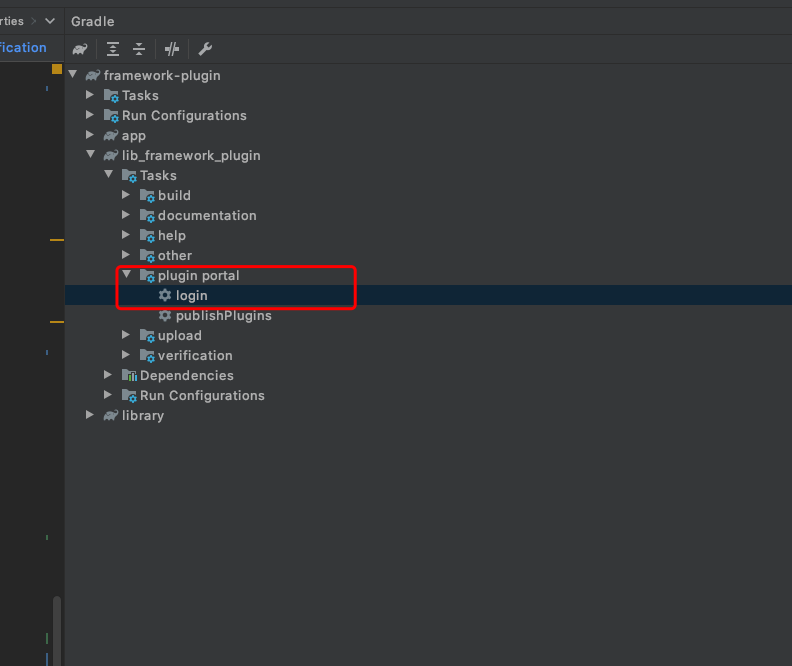 rties
Gradle
fication
framework-plugin
Tasks
Run Configurations
app
lib_framework_plugin
Tasks
build
documentation
help
other
plugin portal
login
publishPlugins
upload
verification
Dependencies
Run Configurations
library